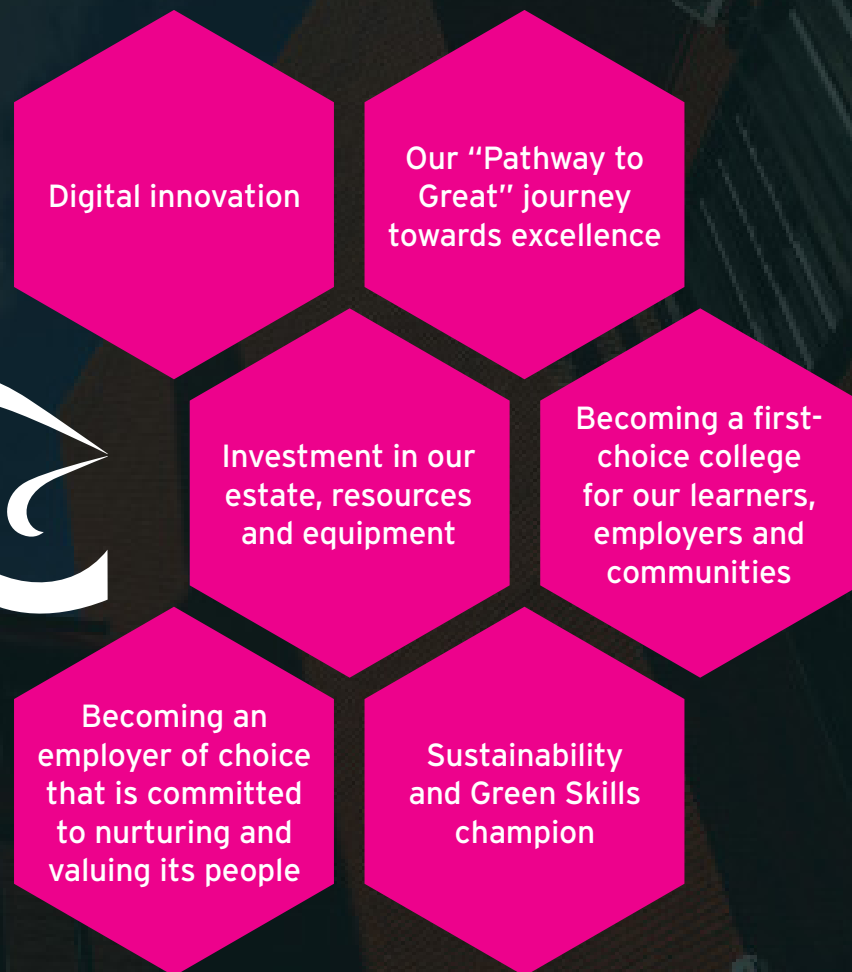 Digital innovation
Our “Pathway to
Great” journey
towards excellence
Investment in our
estate, resources
and equipment
Becoming a first-
choice college
for our learners,
employers and
communities
Becoming an
employer of choice
that is committed
to nurturing and
valuing its people
Sustainability
and Green Skills
champion